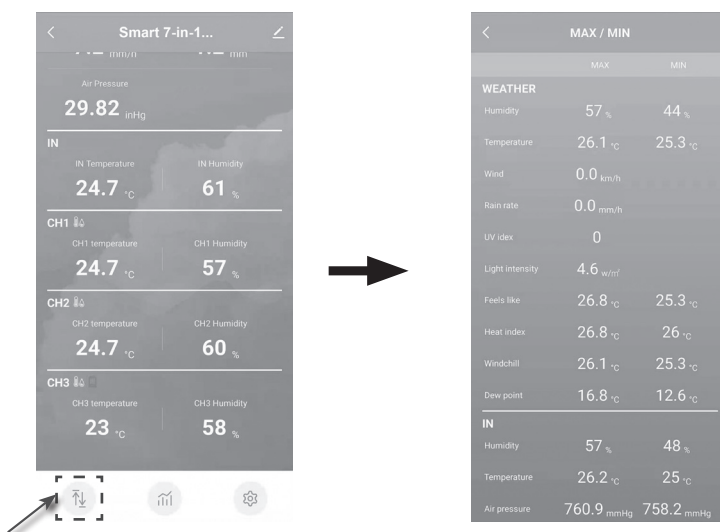 Smart 7-in-1...
mm/h mm
Air Pressure
29.82 inHg
IN
IN Temperature IN Humidity
24.7 °C 61 %
CH1
CH1 temperature CH1 Humidity
24.7 °C 57 %
CH2
CH2 temperature CH2 Humidity
24.7 °C 60 %
CH3
CH3 temperature CH3 Humidity
23 °C 58 %
MAX / MIN
MAX MIN
WEATHER
Humidity 57 % 44 %
Temperature 26.1 °C 25.3 °C
Wind 0.0 km/h
Rain rate 0.0 mm/h
UV idex 0
Light intensity 4.6 w/m²
Feels like 26.8 °C 25.3 °C
Heat index 26.8 °C 26 °C
Windchill 26.1 °C 25.3 °C
Dew point 16.8 °C 12.6 °C
IN
Humidity 57 % 48 %
Temperature 26.2 °C 25 °C
Air pressure 760.9 mmHg 758.2 mmHg